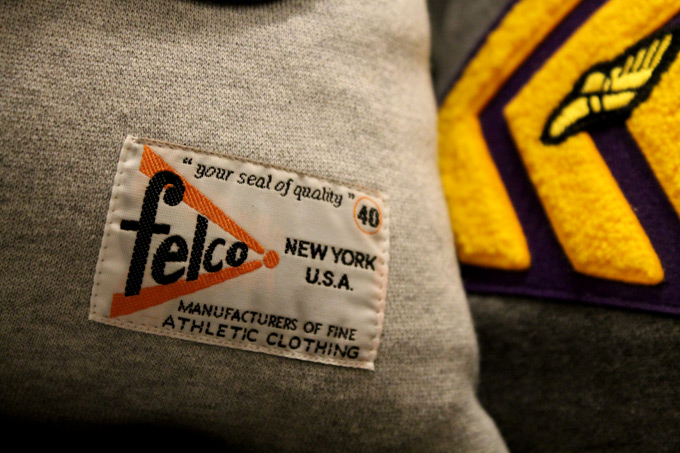 "your seal of quality"
40
felco
NEW YORK
U.S.A.
MANUFACTURERS OF FINE
ATHLETIC CLOTHING